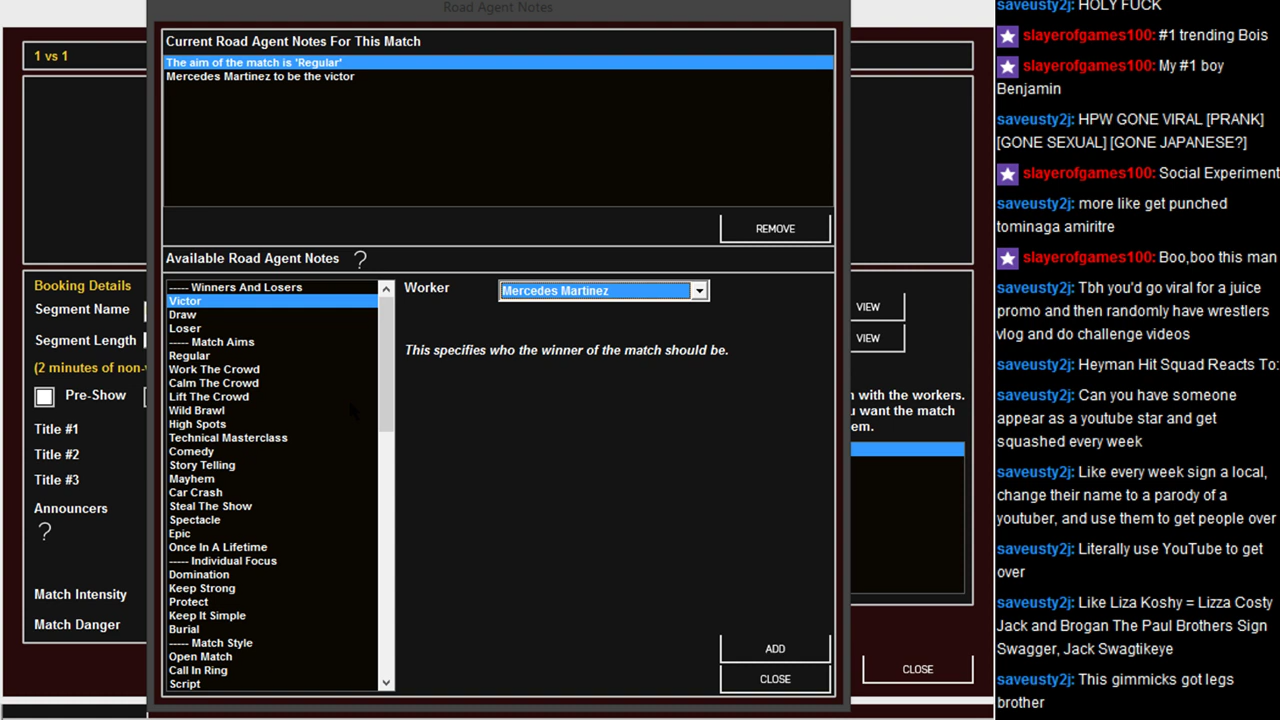 Road Agent Notes
Current Road Agent Notes For This Match
The aim of the match is 'Regular'
Mercedes Martinez to be the victor
REMOVE
Available Road Agent Notes ?
----- Winners And Losers
Victor
Draw
Loser
----- Match Aims
Regular
Work The Crowd
Calm The Crowd
Lift The Crowd
Wild Brawl
High Spots
Technical Masterclass
Comedy
Story Telling
Mayhem
Car Crash
Steal The Show
Spectacle
Epic
Once In A Lifetime
----- Individual Focus
Domination
Keep Strong
Protect
Keep It Simple
Burial
----- Match Style
Open Match
Call In Ring
Script
Worker
Mercedes Martinez
This specifies who the winner of the match should be.
ADD
CLOSE
1 vs 1
Booking Details
Segment Name
Segment Length
(2 minutes of non-
Pre-Show
Title #1
Title #2
Title #3
Announcers
?
Match Intensity
Match Danger
VIEW
VIEW
with the workers.
want the match
em.
CLOSE
saveusty2j: HOLY FUCK
slayerofgames100: #1 trending Bois
slayerofgames100: My #1 boy
Benjamin
saveusty2j: HPW GONE VIRAL [PRANK]
[GONE SEXUAL] [GONE JAPANESE?]
slayerofgames100: Social Experiment
saveusty2j: more like get punched
tominaga amiritre
slayerofgames100: Boo,boo this man
saveusty2j: Tbh you'd go viral for a juice
promo and then randomly have wrestlers
vlog and do challenge videos
saveusty2j: Heyman Hit Squad Reacts To:
saveusty2j: Can you have someone
appear as a youtube star and get
squashed every week
saveusty2j: Like every week sign a local,
change their name to a parody of a
youtuber, and use them to get people over
saveusty2j: Literally use YouTube to get
over
saveusty2j: Like Liza Koshy = Lizza Costy
Jack and Brogan The Paul Brothers Sign
Swagger, Jack Swagtikeye
saveusty2j: This gimmicks got legs
brother